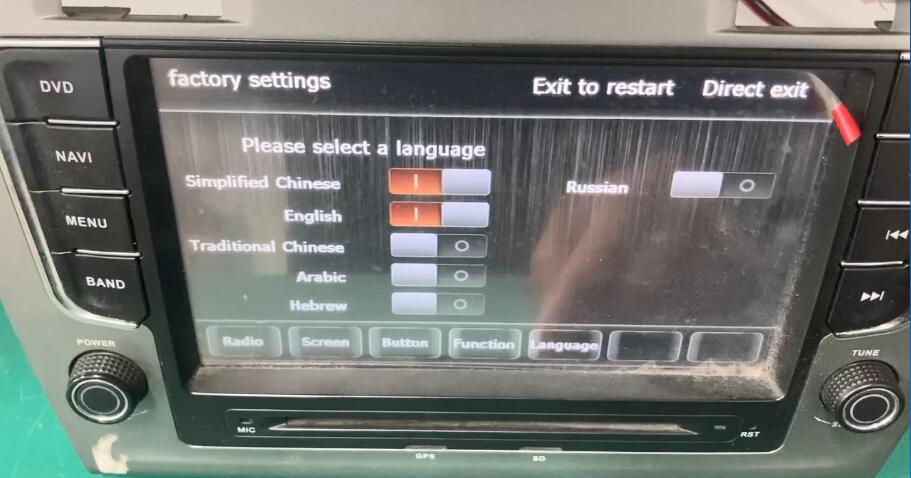 factory settings Exit to restart Direct exit
Please select a language
Simplified Chinese Russian
English
Traditional Chinese
Arabic
Hebrew
Radio Screen Button Function Language
DVD
NAVI
MENU
BAND
POWER
TUNE
MIC
RST
GPS
SD